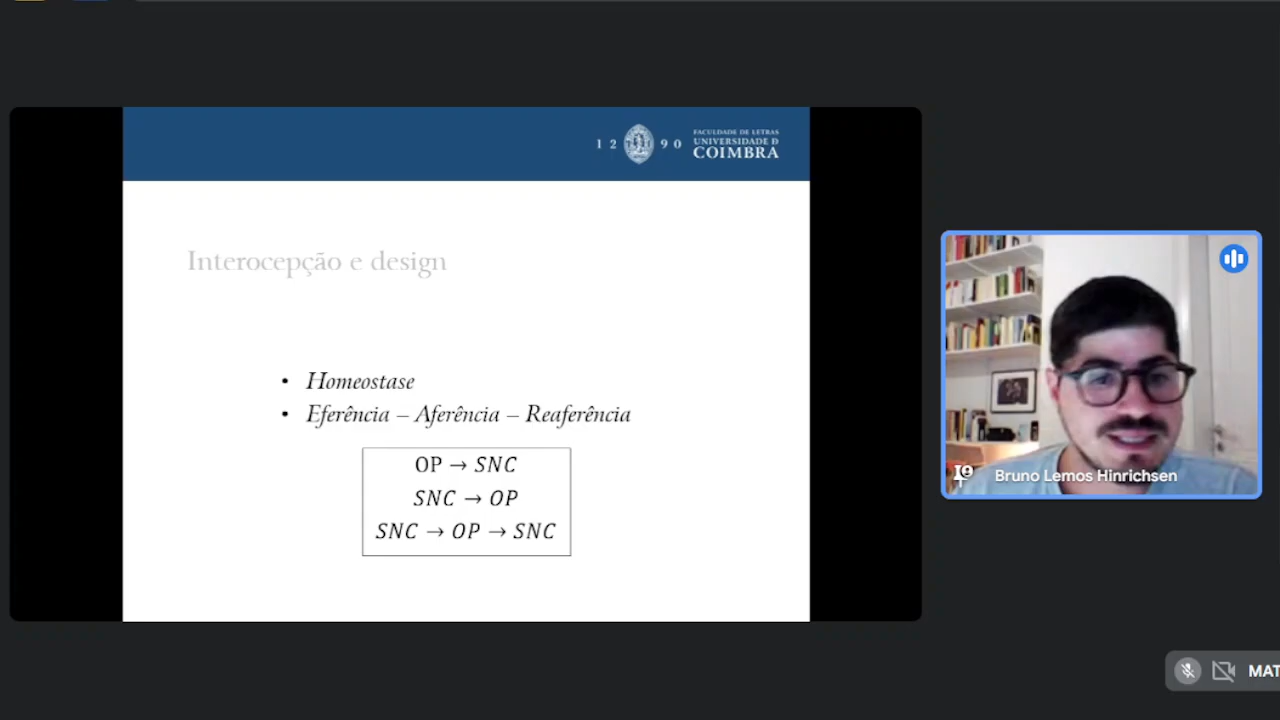 1 2 9 0
FACULDADE DE LETRAS
UNIVERSIDADE D
COIMBRA
Interocepção e design
• Homeostase
• Eferência – Aferência – Reaferência
OP → SNC
SNC → OP
SNC → OP → SNC
Bruno Lemos Hinrichsen
MAT